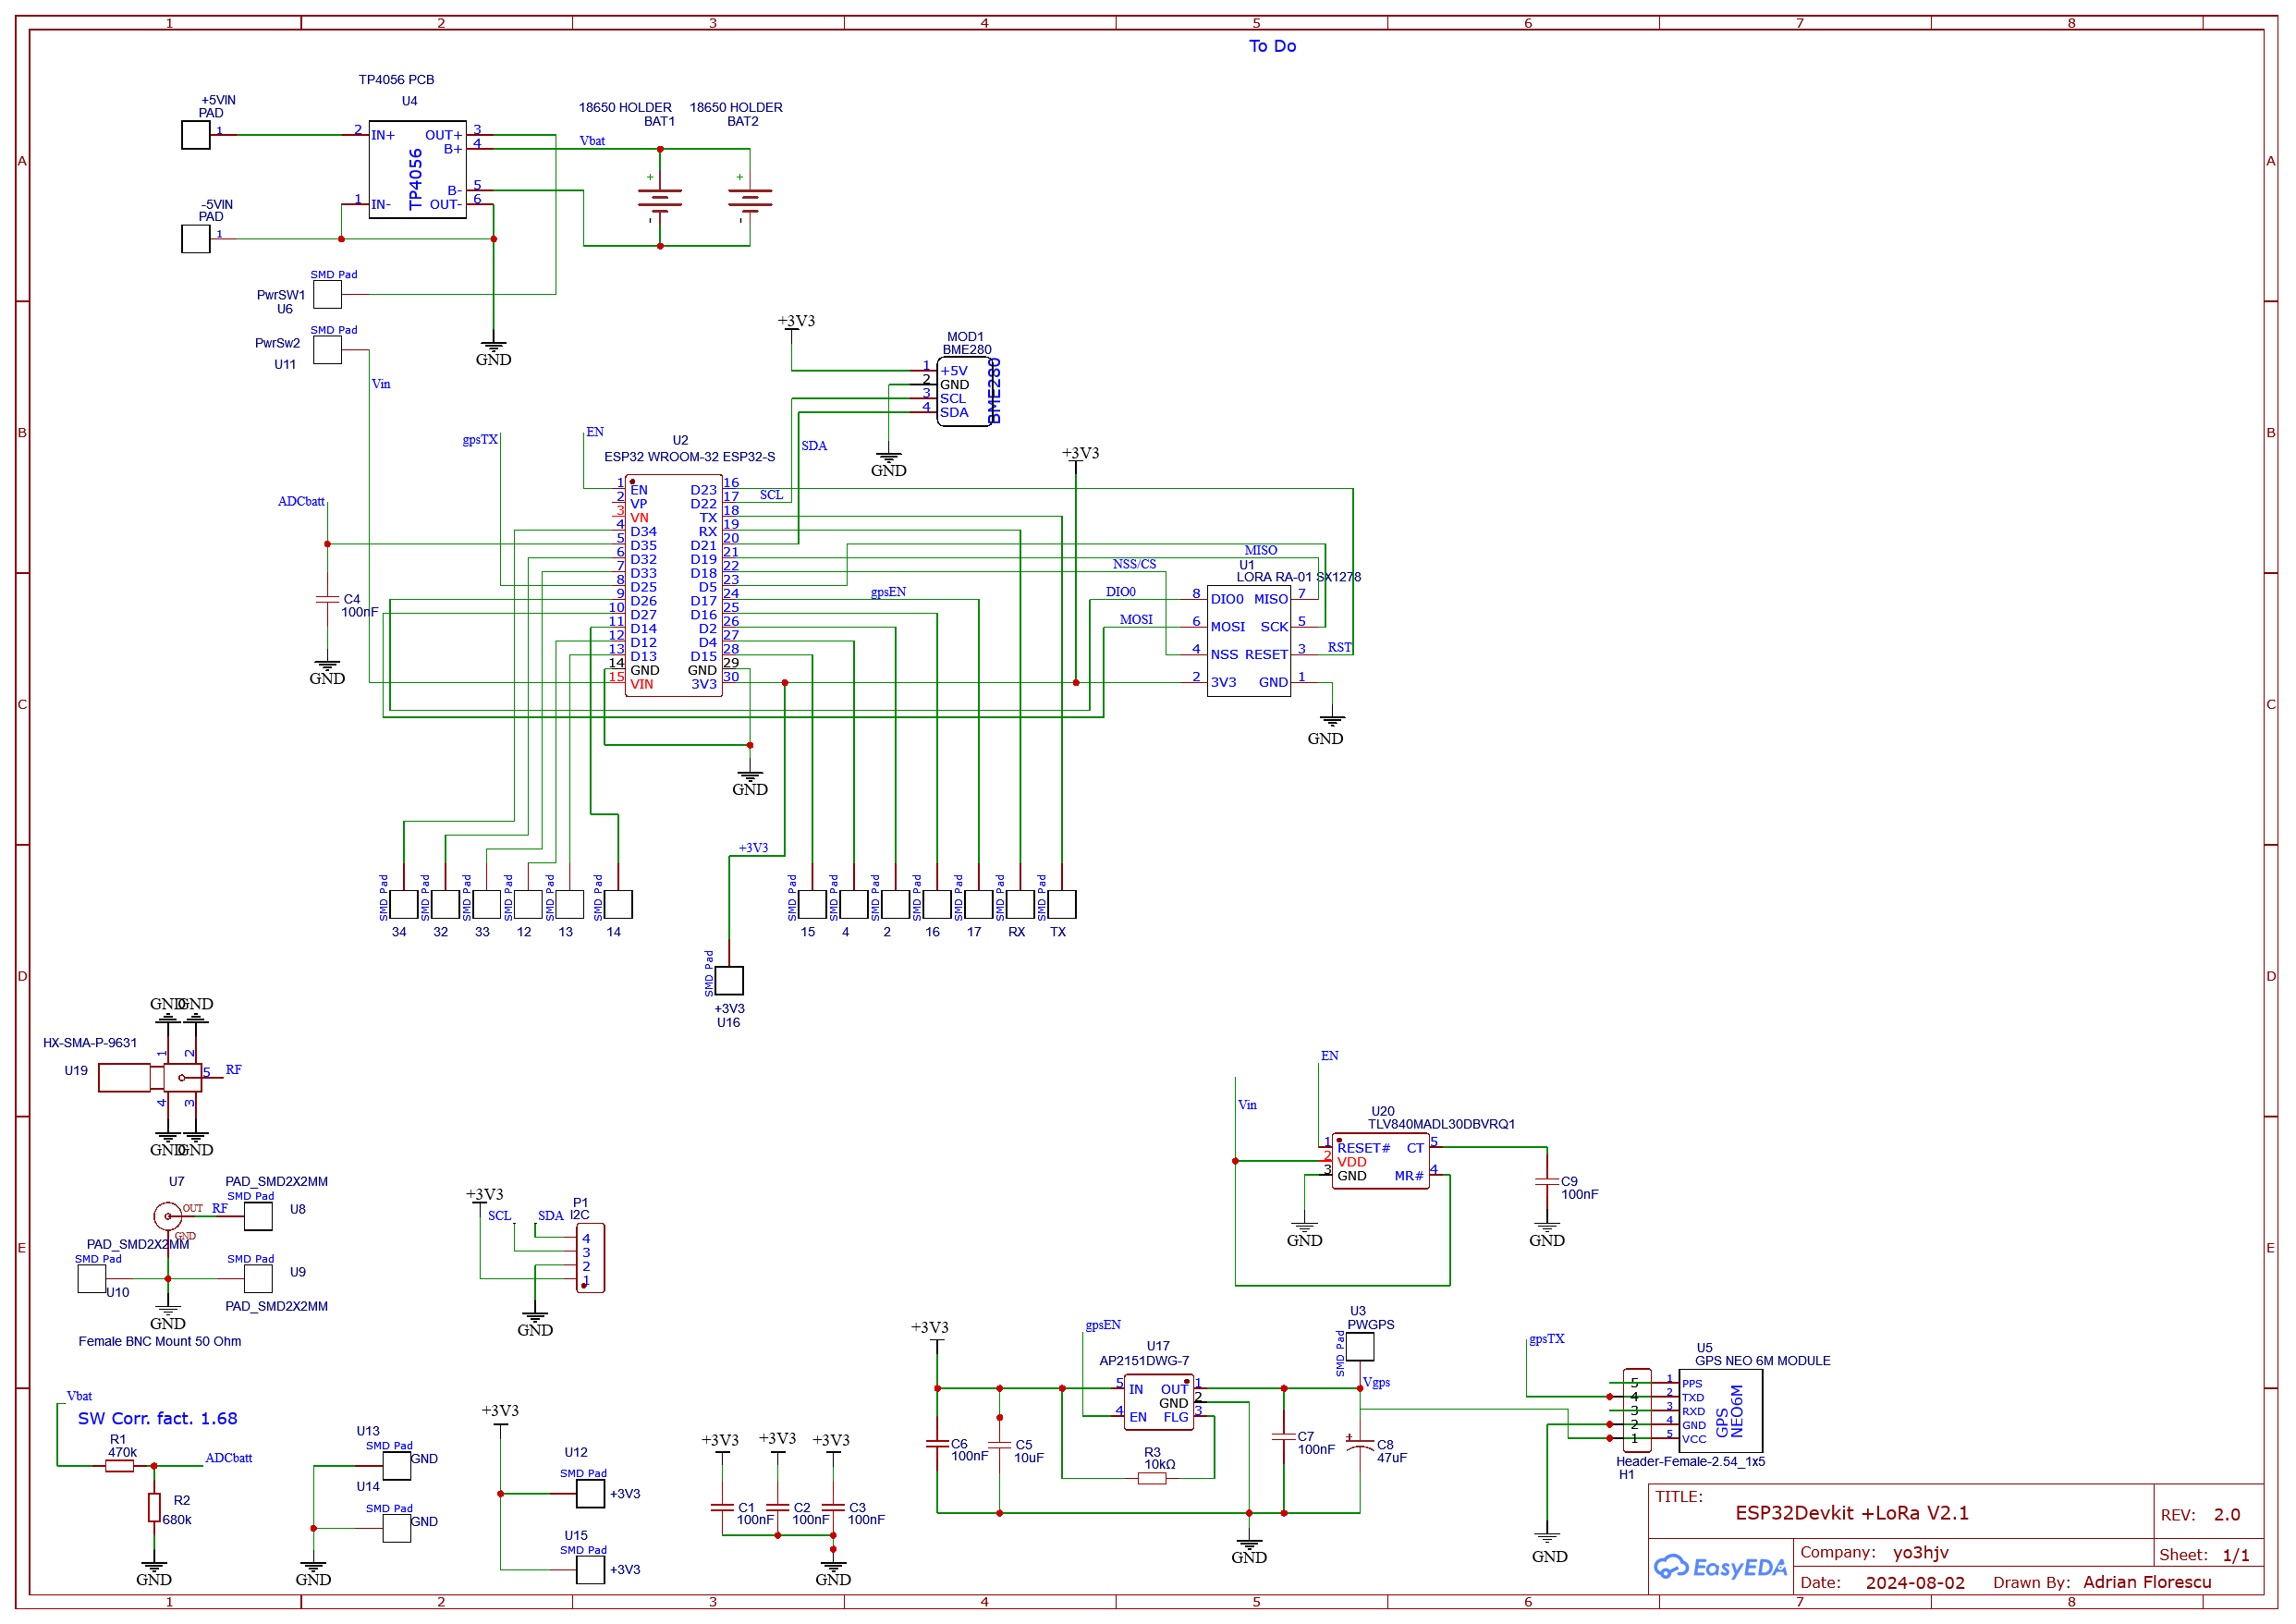 1 2 3 4 5 6 7 8
To Do
TP4056 PCB
U4
+5VIN
PAD
1
2 IN+
OUT+ 3
B+ 4
TP4056
B- 5
1 IN-
OUT- 6
-5VIN
PAD
1
18650 HOLDER
BAT1
18650 HOLDER
BAT2
Vbat
+
-
+
-
A
A
SMD Pad
PwrSW1
U6
SMD Pad
PwrSw2
U11
Vin
GND
+3V3
MOD1
BME280
1 +5V
2 GND
3 SCL
4 SDA
BME280
GND
SDA
SCL
B
B
gpsTX
EN
ADCbatt
C4
100nF
GND
U2
ESP32 WROOM-32 ESP32-S
1 EN
2 VP
3 VN
4 D34
5 D35
6 D32
7 D33
8 D25
9 D26
10 D27
11 D14
12 D12
13 D13
14 GND
15 VIN
D23 16
D22 17
TX 18
RX 19
D21 20
D19 21
D18 22
D5 23
D17 24
D16 25
D2 26
D4 27
D15 28
GND 29
3V3 30
+3V3
MISO
NSS/CS
gpsEN
DIO0
MOSI
RST
U1
LORA RA-01 SX1278
8 DIO0 MISO 7
6 MOSI SCK 5
4 NSS RESET 3
2 3V3 GND 1
GND
GND
C
C
+3V3
SMD Pad
34
SMD Pad
32
SMD Pad
33
SMD Pad
12
SMD Pad
13
SMD Pad
14
SMD Pad
15
SMD Pad
4
SMD Pad
2
SMD Pad
16
SMD Pad
17
SMD Pad
RX
SMD Pad
TX
SMD Pad
+3V3
U16
D
D
GND GND
HX-SMA-P-9631
U19
1 2
5 RF
4 3
GND GND
U7
OUT
RF
GND
PAD_SMD2X2MM
SMD Pad
U8
PAD_SMD2X2MM
SMD Pad
U10
SMD Pad
U9
PAD_SMD2X2MM
GND
Female BNC Mount 50 Ohm
+3V3
SCL
SDA
P1
I2C
4
3
2
1
GND
EN
Vin
U20
TLV840MADL30DBVRQ1
1 RESET#
2 VDD
3 GND
CT 5
MR# 4
C9
100nF
GND
GND
E
E
Vbat
SW Corr. fact. 1.68
R1
470k
ADCbatt
R2
680k
GND
U13
SMD Pad
GND
U14
SMD Pad
GND
GND
+3V3
U12
SMD Pad
+3V3
U15
SMD Pad
+3V3
+3V3
+3V3
+3V3
C1
100nF
C2
100nF
C3
100nF
GND
+3V3
gpsEN
U17
AP2151DWG-7
5 IN
4 EN
OUT 1
GND 2
FLG 3
C6
100nF
C5
10uF
R3
10kΩ
C7
100nF
C8
47uF
+
U3
PWGPS
SMD Pad
Vgps
GND
gpsTX
U5
GPS NEO 6M MODULE
5
4
3
2
1
1 PPS
2 TXD
3 RXD
4 GND
5 VCC
GPS
NEO6M
Header-Female-2.54_1x5
H1
GND
TITLE:
ESP32Devkit +LoRa V2.1
REV: 2.0
EasyEDA
Company: yo3hjv
Sheet: 1/1
Date: 2024-08-02
Drawn By: Adrian Florescu
1 2 3 4 5 6 7 8